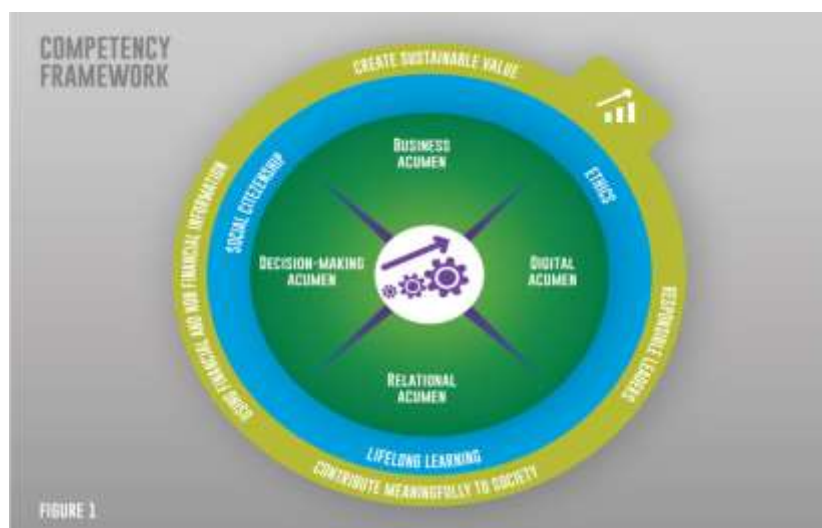 COMPETENCY
FRAMEWORK
CREATE SUSTAINABLE VALUE
ETHICS
SOCIAL CITEZENSHIP
BUSINESS
ACUMEN
DECISION-MAKING
ACUMEN
DIGITAL
ACUMEN
RELATIONAL
ACUMEN
USING FINANCIAL AND NON FINANCIAL INFORMATION
RESPONSIBLE LEADERS
LIFELONG LEARNING
CONTRIBUTE MEANINGFULLY TO SOCIETY
FIGURE 1